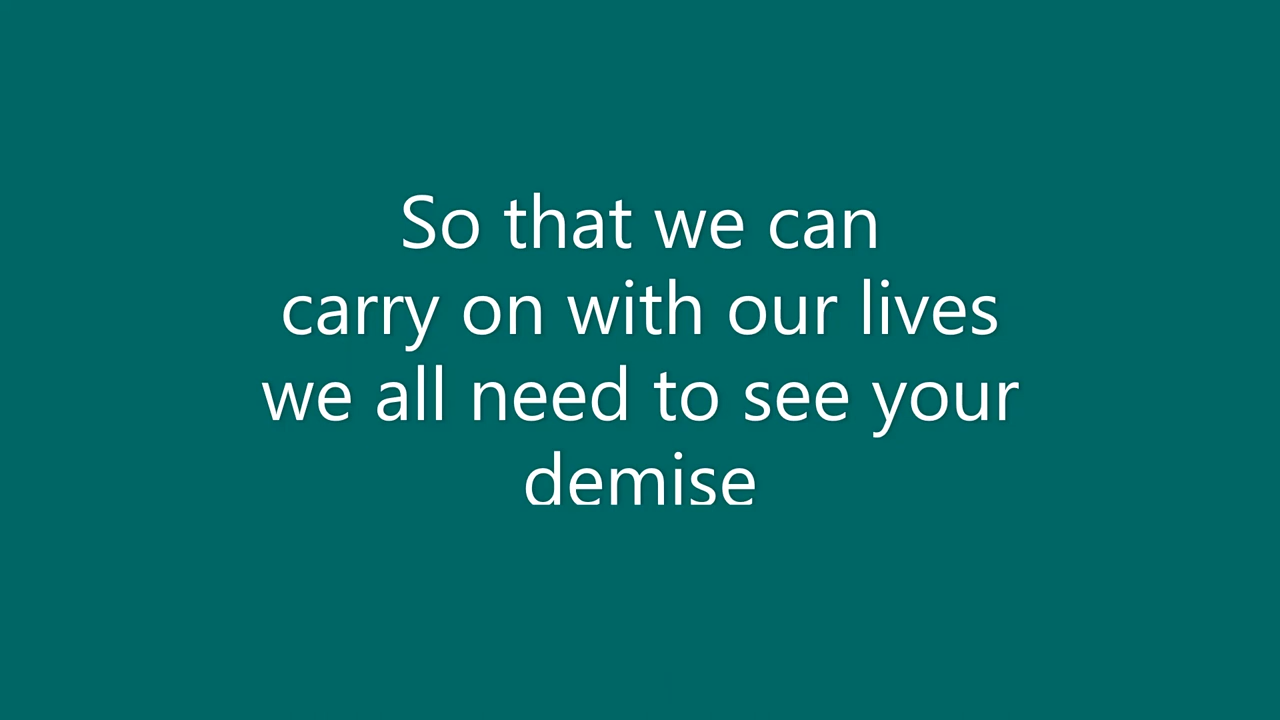 So that we can
carry on with our lives
we all need to see your
demise